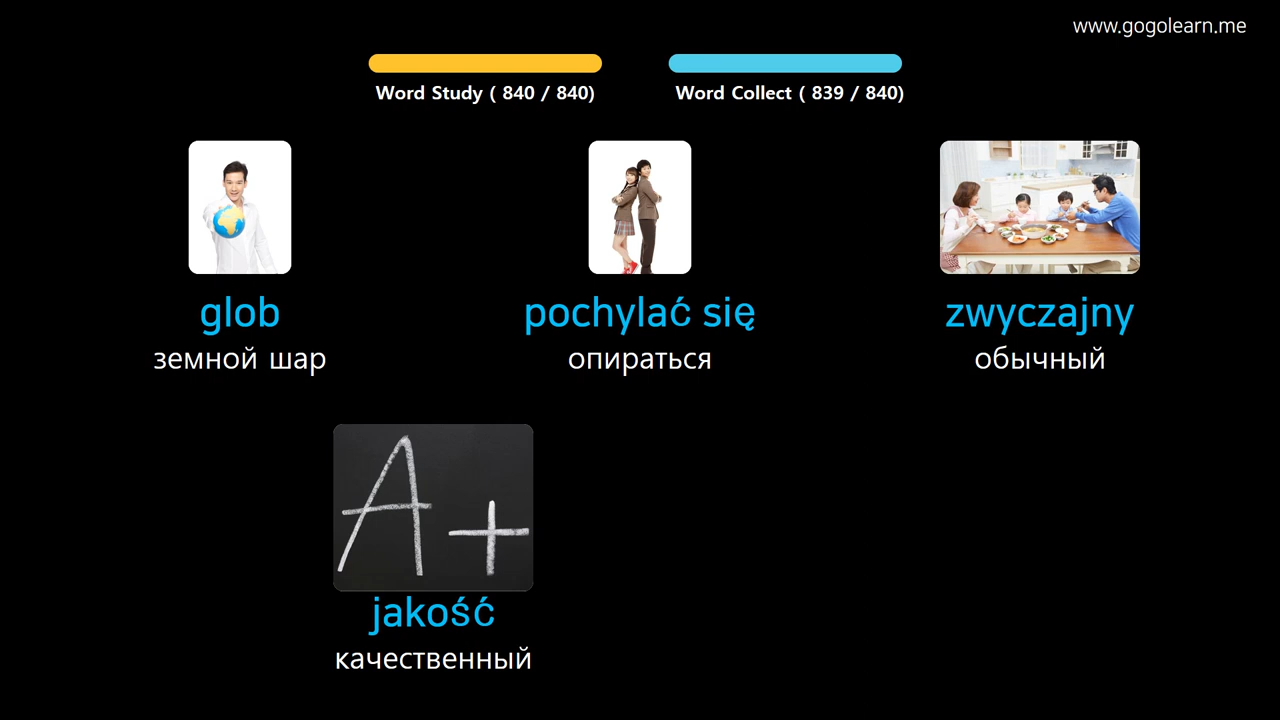 www.gogolearn.me
Word Study ( 840 / 840)
Word Collect ( 839 / 840)
glob
земной шар
pochylać się
опираться
zwyczajny
обычный
A+
jakość
качественный